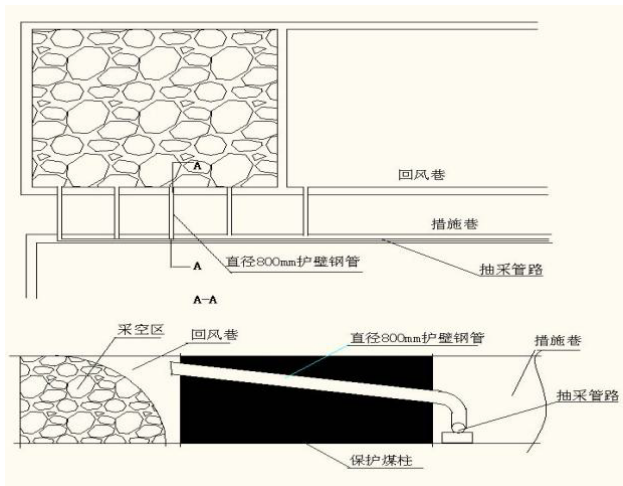 A
回风巷
措施巷
直径800mm护壁钢管
A
抽采管路
A-A
采空区
回风巷
直径800mm护壁钢管
措施巷
抽采管路
保护煤柱